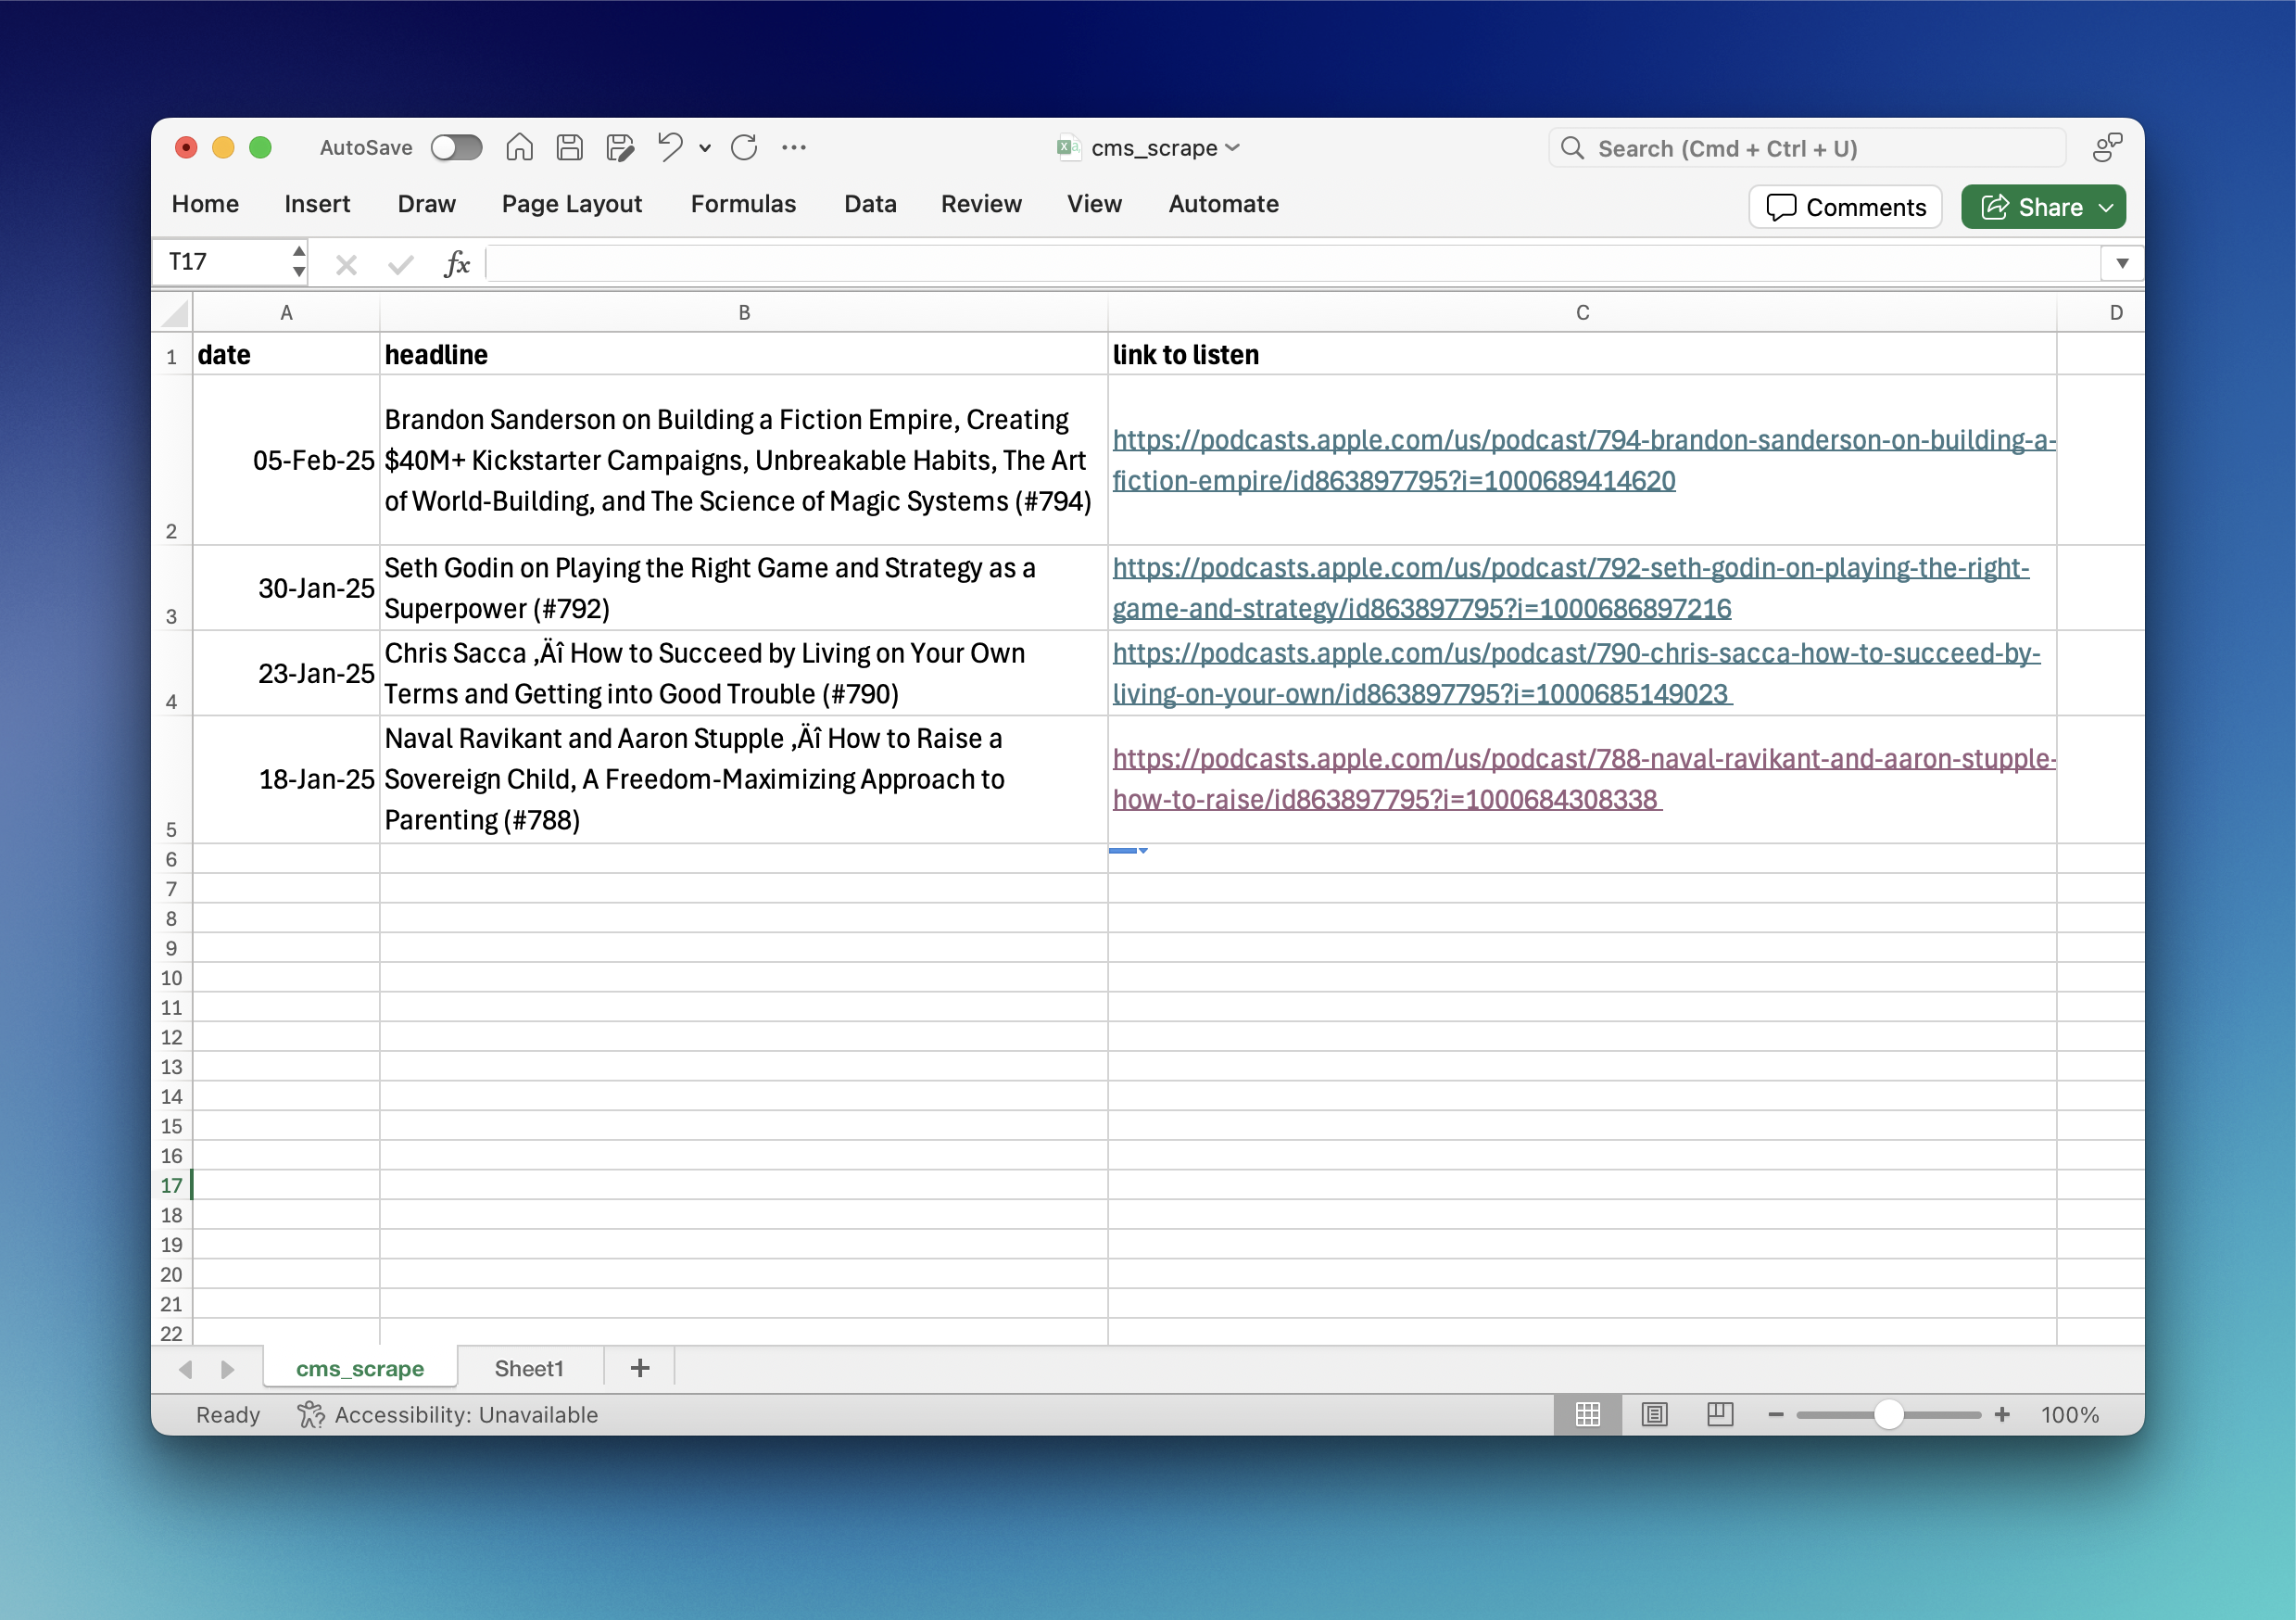 AutoSave
cms_scrape
Search (Cmd + Ctrl + U)
Home Insert Draw Page Layout Formulas Data Review View Automate
Comments
Share
T17
fx
A B C D
1 date headline link to listen
Brandon Sanderson on Building a Fiction Empire, Creating
05-Feb-25 $40M+ Kickstarter Campaigns, Unbreakable Habits, The Art
of World-Building, and The Science of Magic Systems (#794)
https://podcasts.apple.com/us/podcast/794-brandon-sanderson-on-building-a-
fiction-empire/id863897795?i=1000689414620
2
30-Jan-25
Seth Godin on Playing the Right Game and Strategy as a
Superpower (#792)
https://podcasts.apple.com/us/podcast/792-seth-godin-on-playing-the-right-
game-and-strategy/id863897795?i=1000686897216
3
23-Jan-25
Chris Sacca ‚Äî How to Succeed by Living on Your Own
Terms and Getting into Good Trouble (#790)
https://podcasts.apple.com/us/podcast/790-chris-sacca-how-to-succeed-by-
living-on-your-own/id863897795?i=1000685149023
4
18-Jan-25
Naval Ravikant and Aaron Stupple ‚Äî How to Raise a
Sovereign Child, A Freedom-Maximizing Approach to
Parenting (#788)
https://podcasts.apple.com/us/podcast/788-naval-ravikant-and-aaron-stupple-
how-to-raise/id863897795?i=1000684308338
5
6
7
8
9
10
11
12
13
14
15
16
17
18
19
20
21
22
cms_scrape Sheet1 +
Ready Accessibility: Unavailable
100%